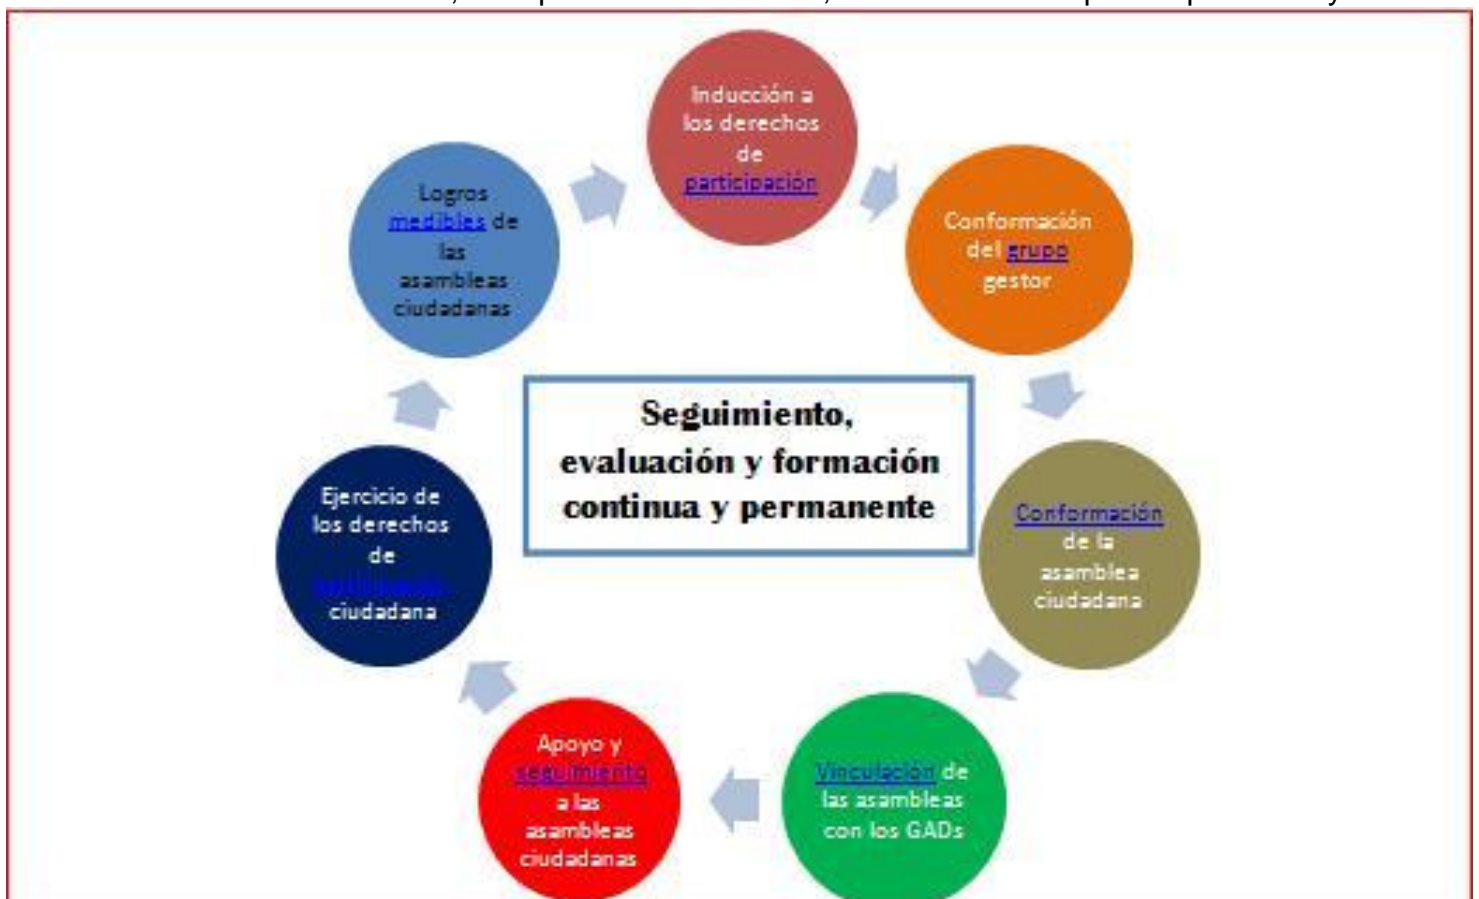 Inducción a
los derechos
de
participación
Conformación
del grupo
gestor
Conformación
de la
asamblea
ciudadana
Vinculación de
las asambleas
con los GADs
Apoyo y
seguimiento
a las
asambleas
ciudadanas
Ejercicio de
los derechos
de
ciudadana
Logros
medibles de
las
asambleas
ciudadanas
Seguimiento,
evaluación y formación
continua y permanente